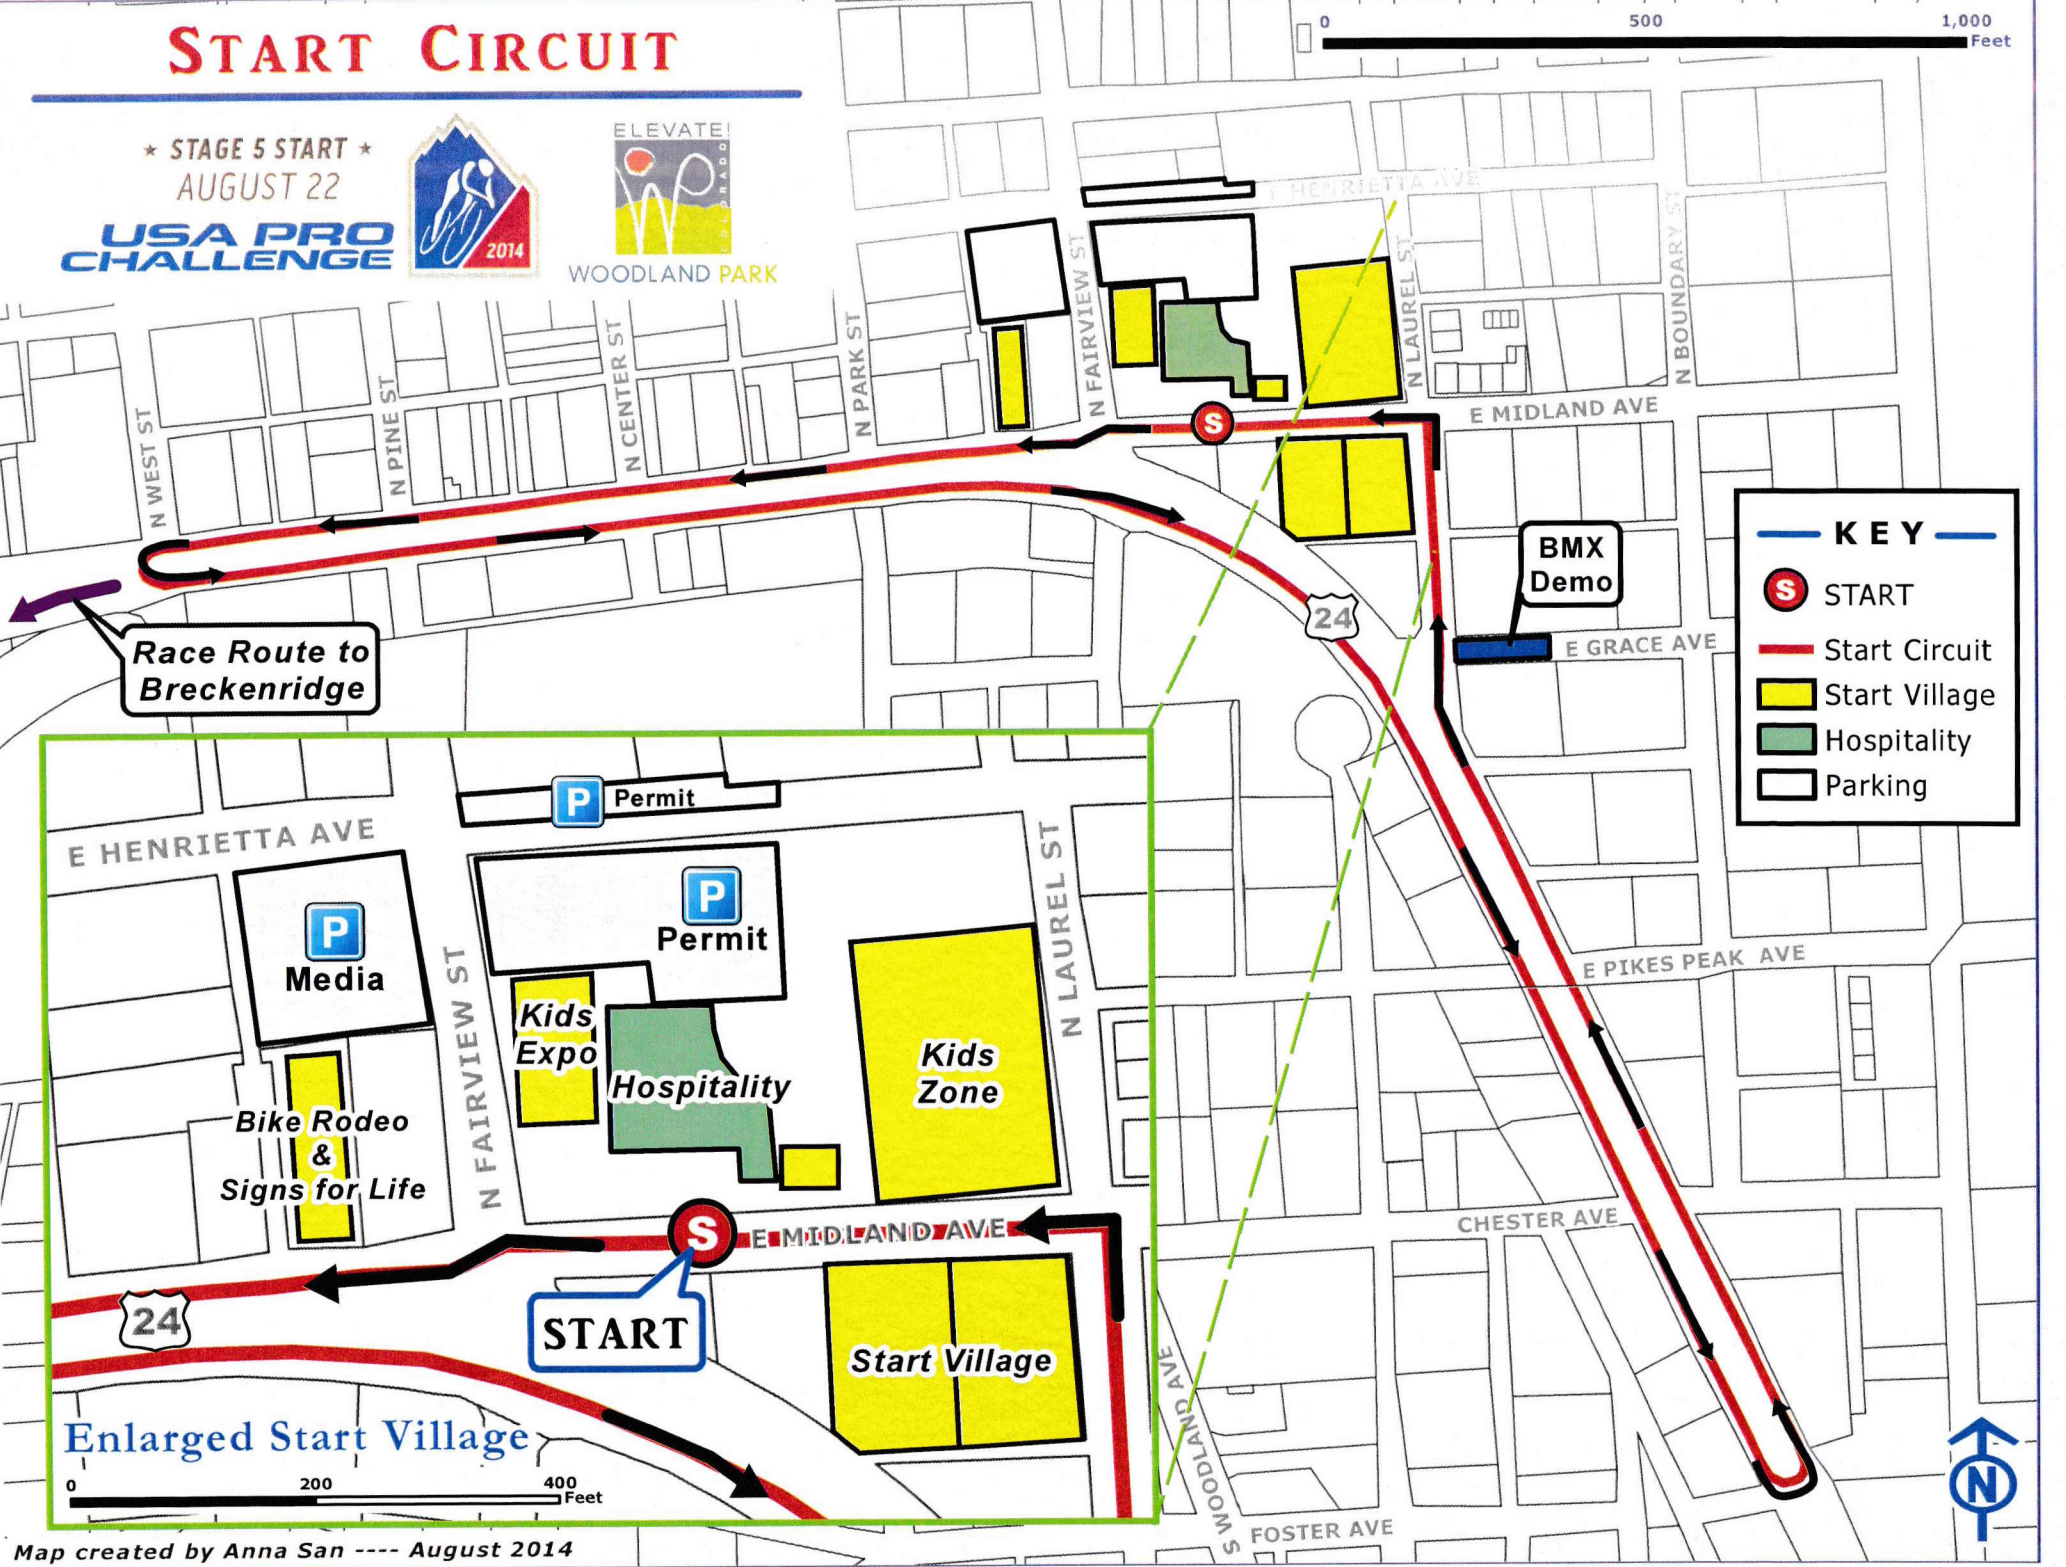 START CIRCUIT
0 500 1,000
Feet
★ STAGE 5 START ★
AUGUST 22
USA PRO
CHALLENGE
2014
ELEVATE!
COLORADO
WOODLAND PARK
E HENRIETTA AVE
N WEST ST
N PINE ST
N CENTER ST
N PARK ST
N FAIRVIEW ST
N LAUREL ST
N BOUNDARY ST
S
E MIDLAND AVE
24
BMX
Demo
E GRACE AVE
Race Route to
Breckenridge
KEY
S START
Start Circuit
Start Village
Hospitality
Parking
E PIKES PEAK AVE
CHESTER AVE
S WOODLAND AVE
FOSTER AVE
N
P Permit
E HENRIETTA AVE
P
Media
P
Permit
N FAIRVIEW ST
N LAUREL ST
Kids
Expo
Hospitality
Kids
Zone
Bike Rodeo
&
Signs for Life
S
E MIDLAND AVE
24
START
Start Village
Enlarged Start Village
0 200 400
Feet
Map created by Anna San ---- August 2014